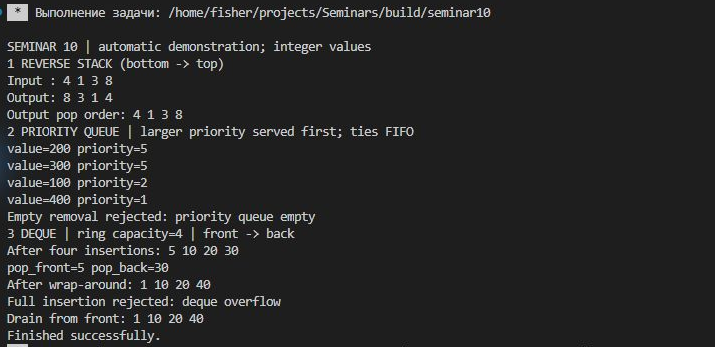 * Выполнение задачи: /home/fisher/projects/Seminars/build/seminar10
SEMINAR 10 | automatic demonstration; integer values
1 REVERSE STACK (bottom -> top)
Input : 4 1 3 8
Output: 8 3 1 4
Output pop order: 4 1 3 8
2 PRIORITY QUEUE | larger priority served first; ties FIFO
value=200 priority=5
value=300 priority=5
value=100 priority=2
value=400 priority=1
Empty removal rejected: priority queue empty
3 DEQUE | ring capacity=4 | front -> back
After four insertions: 5 10 20 30
pop_front=5 pop_back=30
After wrap-around: 1 10 20 40
Full insertion rejected: deque overflow
Drain from front: 1 10 20 40
Finished successfully.
*